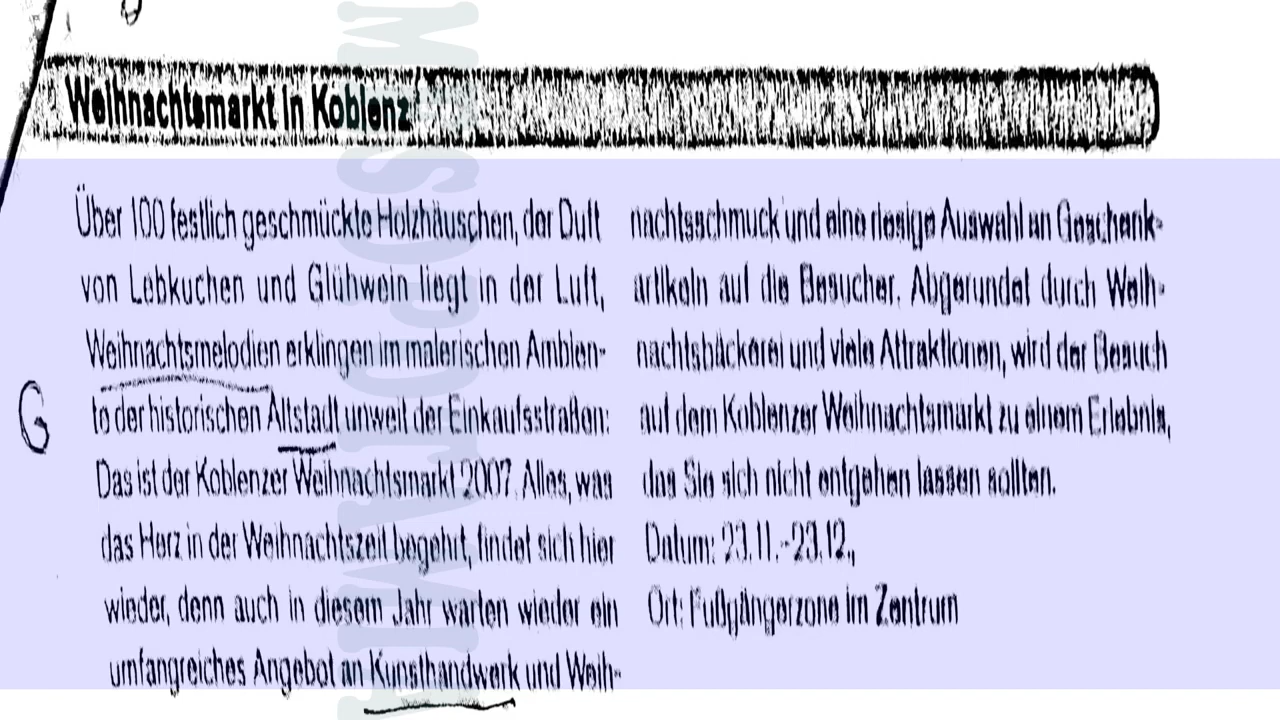 Weihnachtsmarkt in Koblenz
Über 100 festlich geschmückte Holzhäuschen, der Duft
von Lebkuchen und Glühwein liegt in der Luft,
Weihnachtsmelodien erklingen im malerischen Ambien-
te der historischen Altstadt unweit der Einkaufsstraßen:
Das ist der Koblenzer Weihnachtsmarkt 2007. Alles, was
das Herz in der Weihnachtszeit begehrt, findet sich hier
wieder, denn auch in diesem Jahr warten wieder ein
umfangreiches Angebot an Kunsthandwerk und Weih-
nachtsschmuck und eine riesige Auswahl an Geschenk-
artikeln auf die Besucher. Abgerundet durch Weih-
nachtsbäckerei und viele Attraktionen, wird der Besuch
auf dem Koblenzer Weihnachtsmarkt zu einem Erlebnis,
das Sie sich nicht entgehen lassen sollten.
Datum: 23.11.-23.12.,
Ort: Fußgängerzone im Zentrum
G